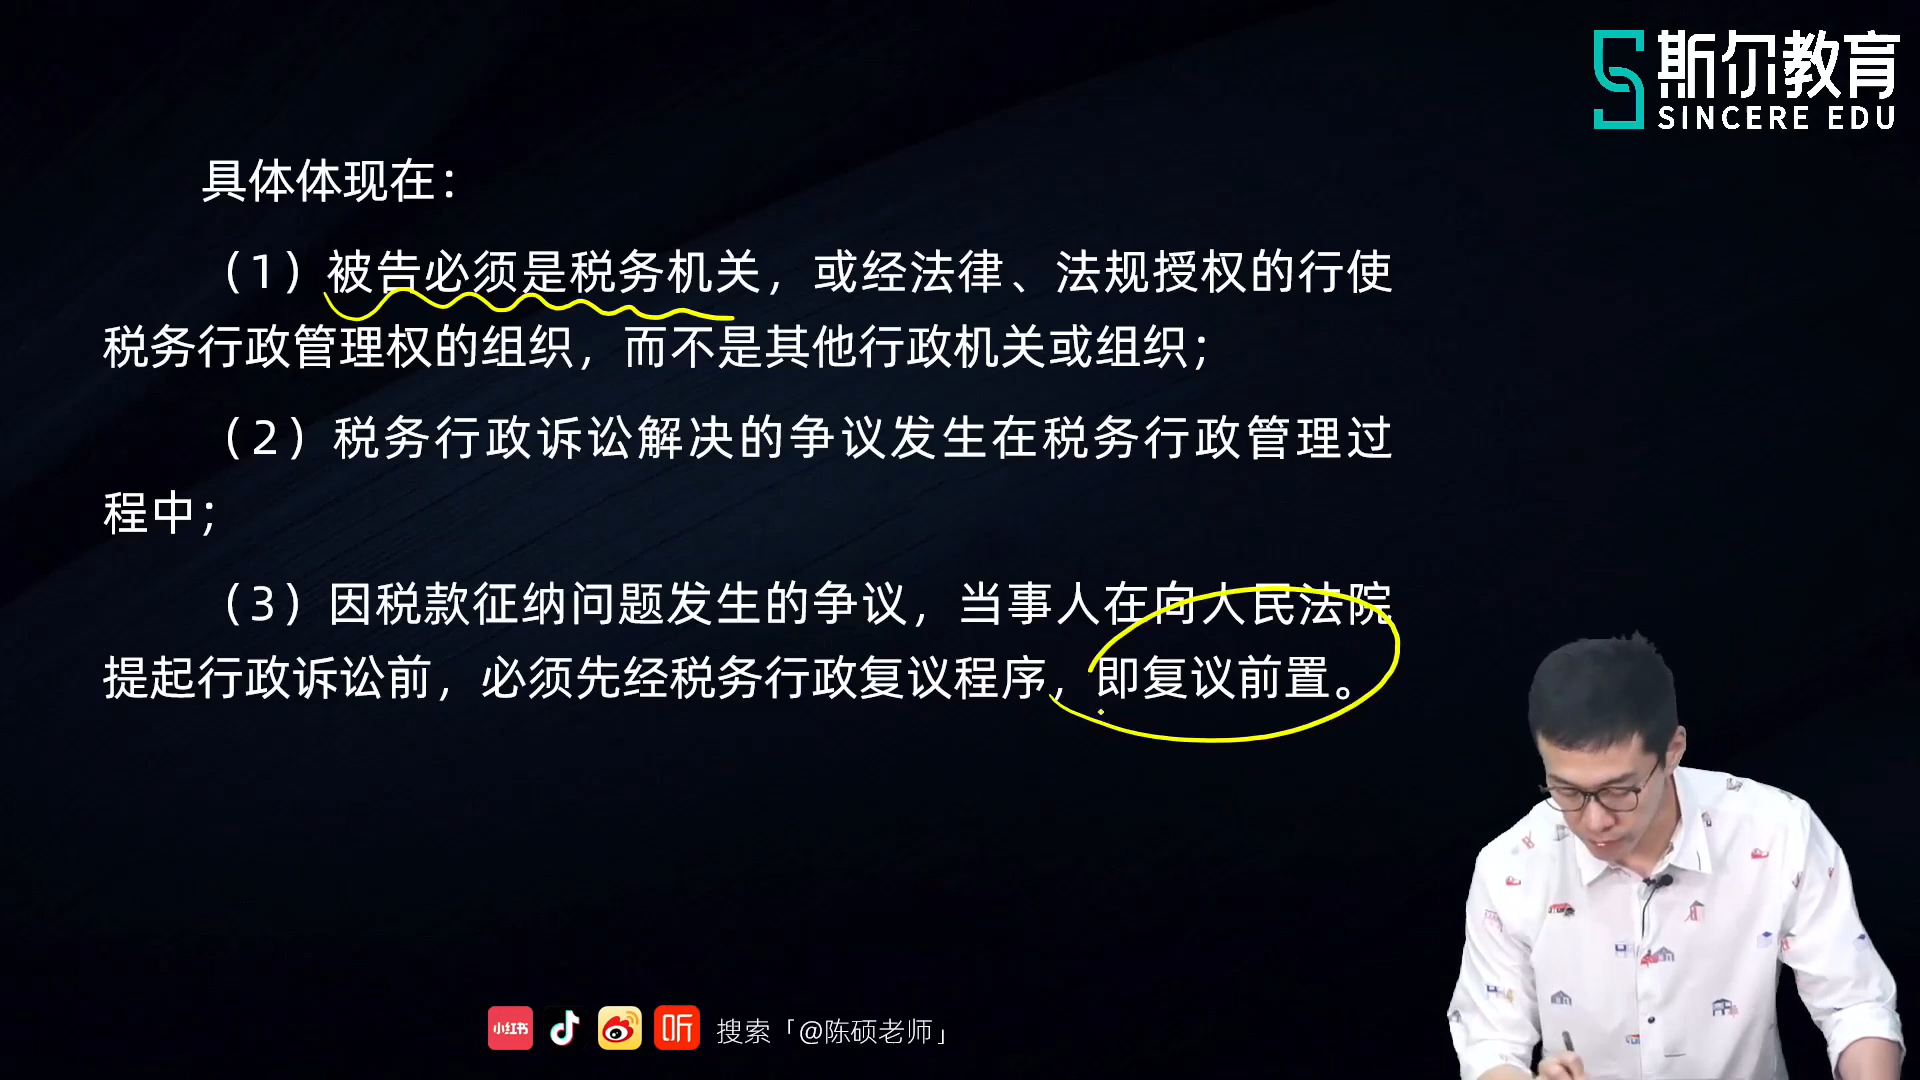 斯尔教育
SINCERE EDU
具体体现在：
（1）被告必须是税务机关，或经法律、法规授权的行使
税务行政管理权的组织，而不是其他行政机关或组织；
（2）税务行政诉讼解决的争议发生在税务行政管理过
程中；
（3）因税款征纳问题发生的争议，当事人在向人民法院
提起行政诉讼前，必须先经税务行政复议程序，即复议前置。
小红书 听 搜索「@陈硕老师」